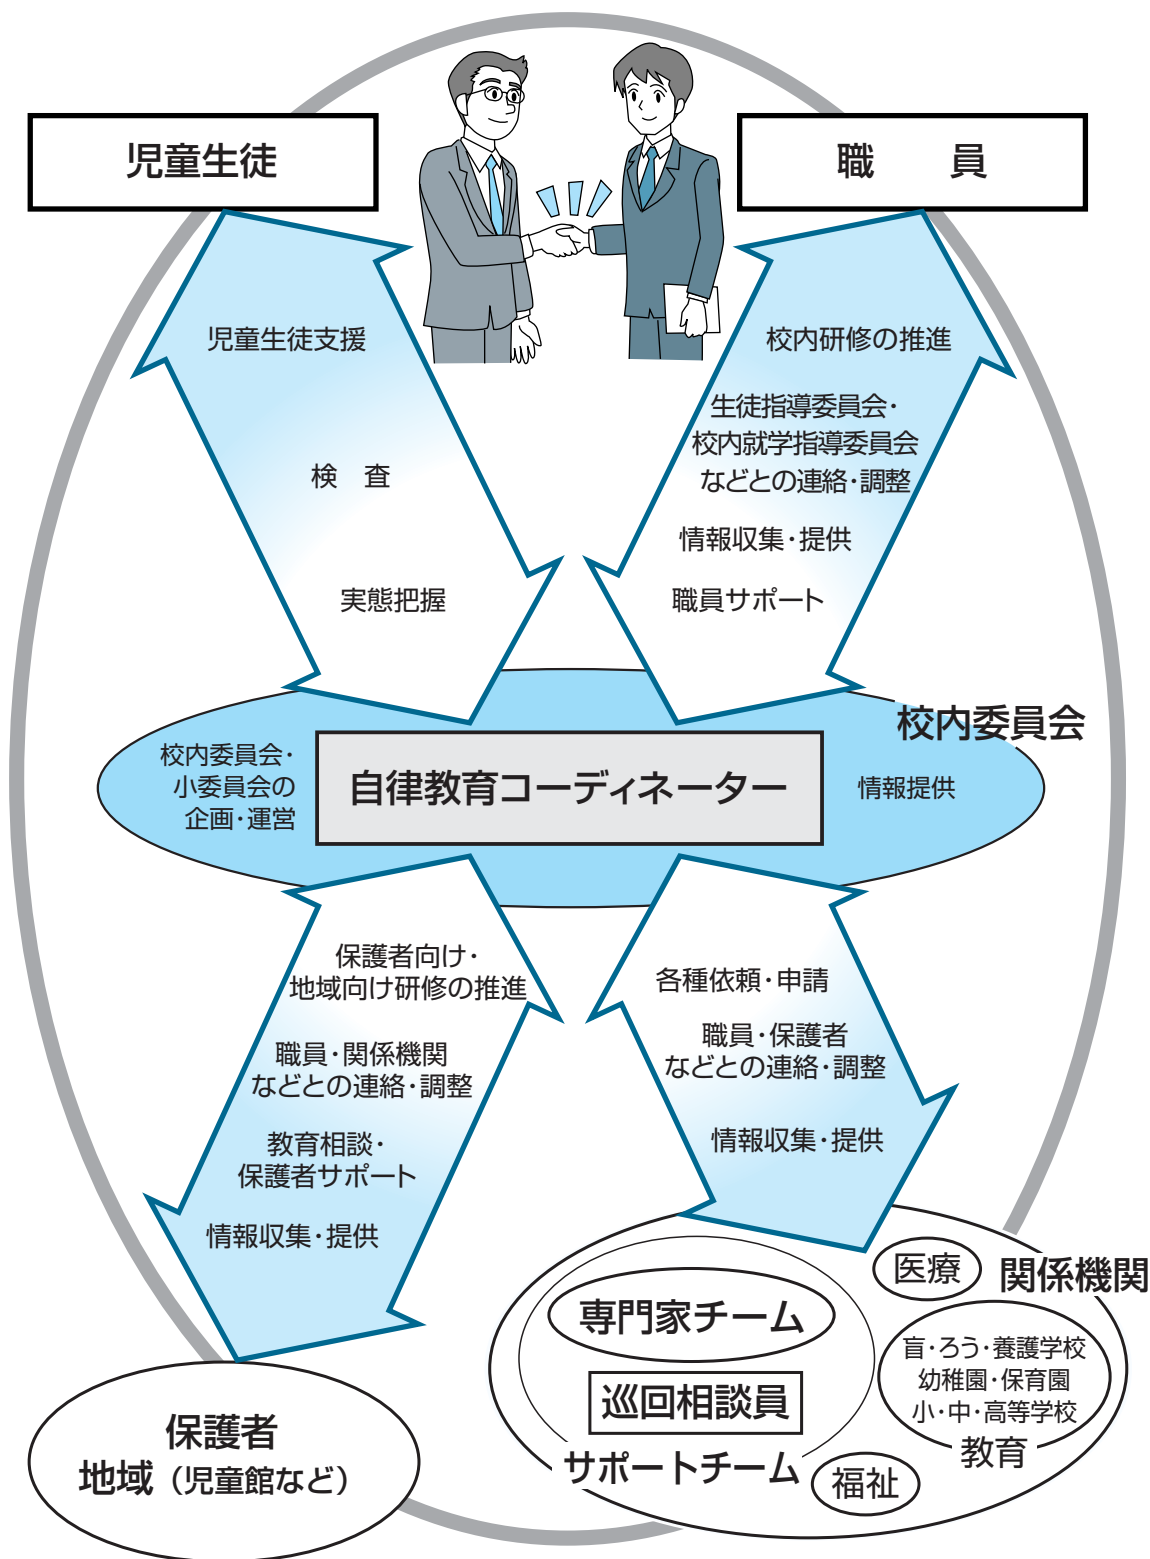 児童生徒
職　員
児童生徒支援
検　査
実態把握
校内研修の推進
生徒指導委員会・
校内就学指導委員会
などとの連絡・調整
情報収集・提供
職員サポート
校内委員会
校内委員会・
小委員会の
企画・運営
自律教育コーディネーター
情報提供
保護者向け・
地域向け研修の推進
職員・関係機関
などとの連絡・調整
教育相談・
保護者サポート
情報収集・提供
各種依頼・申請
職員・保護者
などとの連絡・調整
情報収集・提供
保護者
地域（児童館など）
医療
関係機関
専門家チーム
巡回相談員
サポートチーム
盲・ろう・養護学校
幼稚園・保育園
小・中・高等学校
教育
福祉